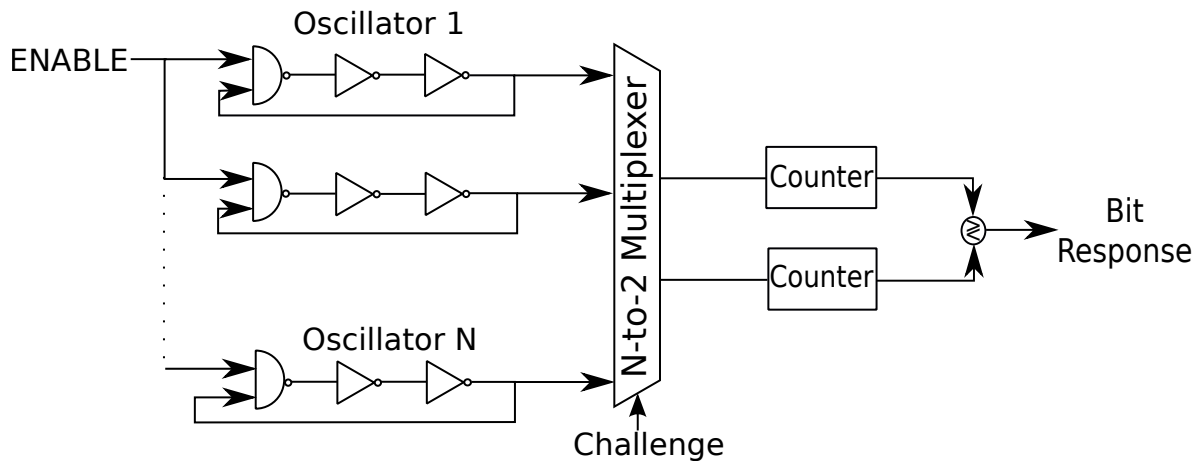 Oscillator 1
ENABLE
N-to-2 Multiplexer
Counter
Counter
⩾
Bit
Response
Oscillator N
Challenge